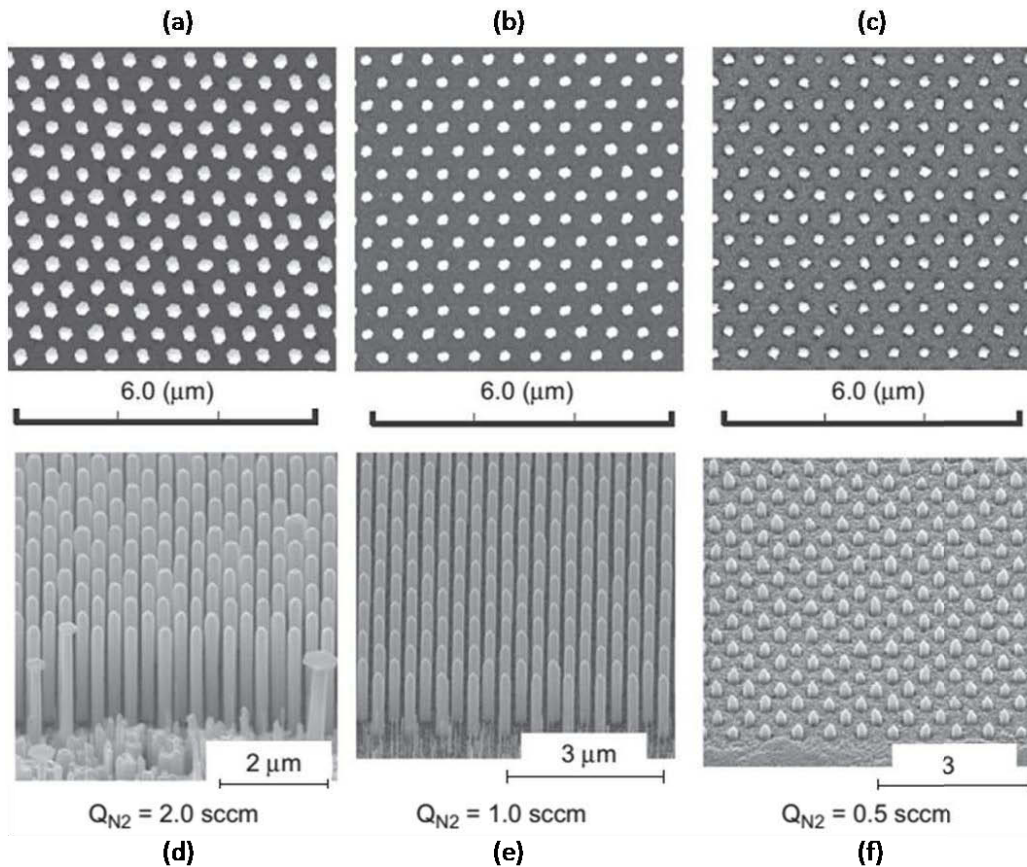 (a) (b) (c)
6.0 (μm) 6.0 (μm) 6.0 (μm)
2 μm 3 μm 3
Q_N2 = 2.0 sccm Q_N2 = 1.0 sccm Q_N2 = 0.5 sccm
(d) (e) (f)